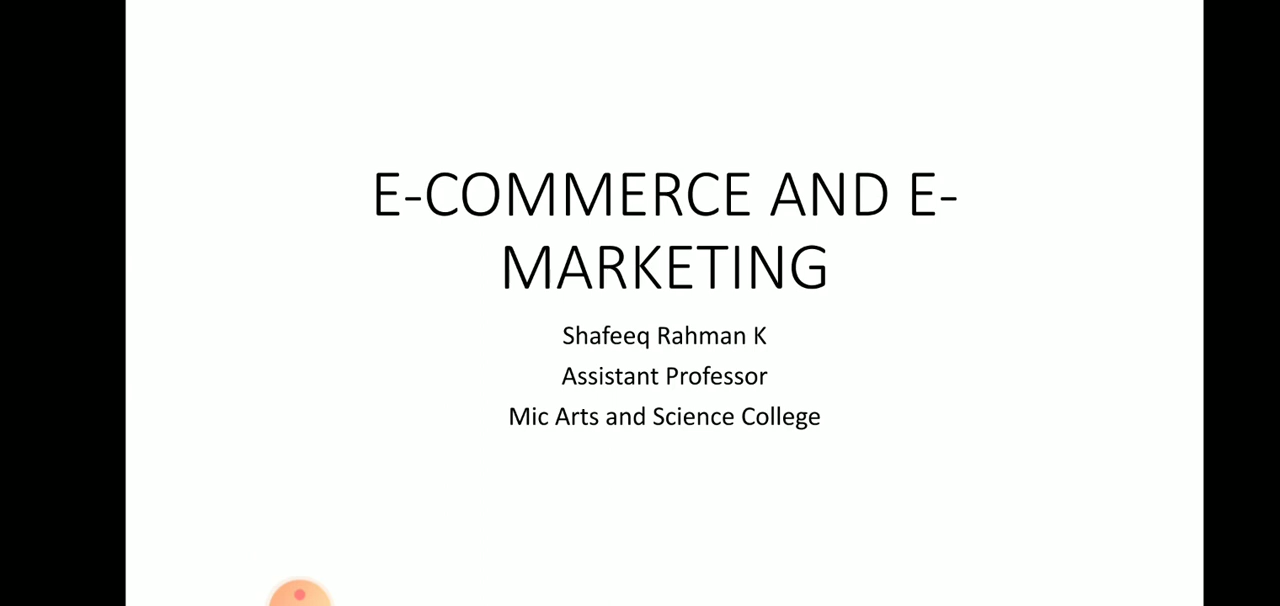 E-COMMERCE AND E-
MARKETING
Shafeeq Rahman K
Assistant Professor
Mic Arts and Science College